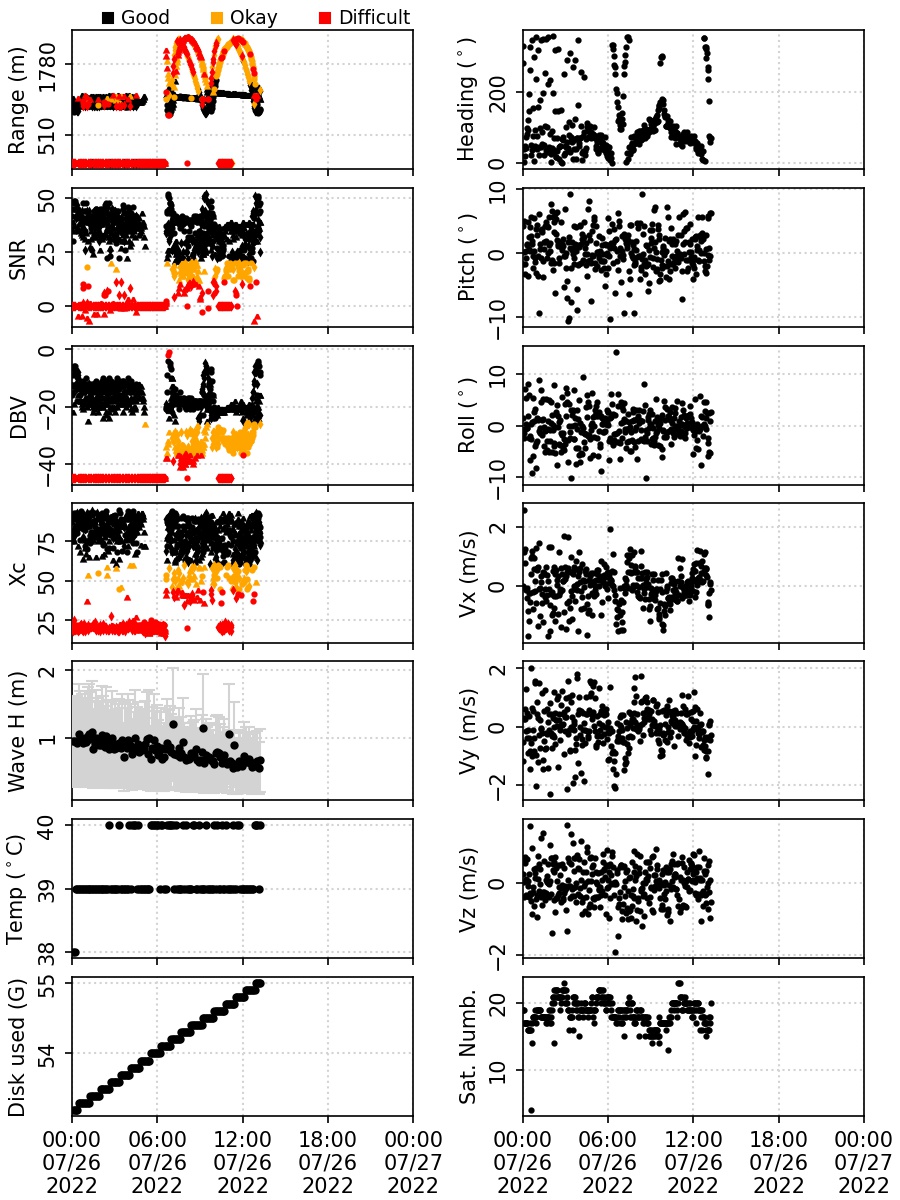 Good Okay Difficult
Range (m)
1780
510
Heading (°)
200
0
SNR
50
25
0
Pitch (°)
10
0
−10
DBV
0
−20
−40
Roll (°)
10
0
−10
Xc
75
50
25
Vx (m/s)
2
0
Wave H (m)
2
1
Vy (m/s)
2
0
−2
Temp (°C)
40
39
38
Vz (m/s)
0
−2
Disk used (G)
55
54
Sat. Numb.
20
10
00:00 06:00 12:00 18:00 00:00 00:00 06:00 12:00 18:00 00:00
07/26 07/26 07/26 07/26 07/27 07/26 07/26 07/26 07/26 07/27
2022 2022 2022 2022 2022 2022 2022 2022 2022 2022